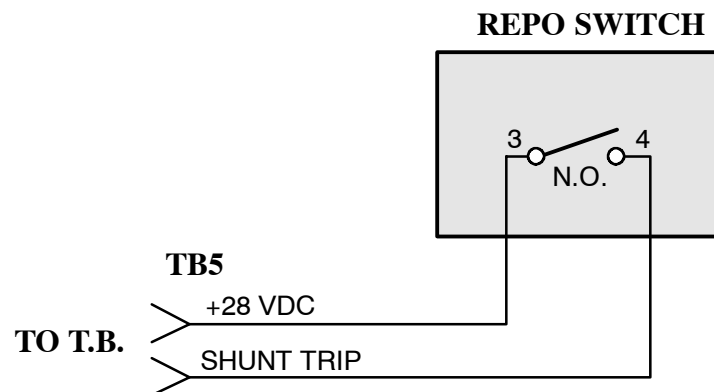 REPO SWITCH
3
4
N.O.
TB5
+28 VDC
TO T.B.
SHUNT TRIP